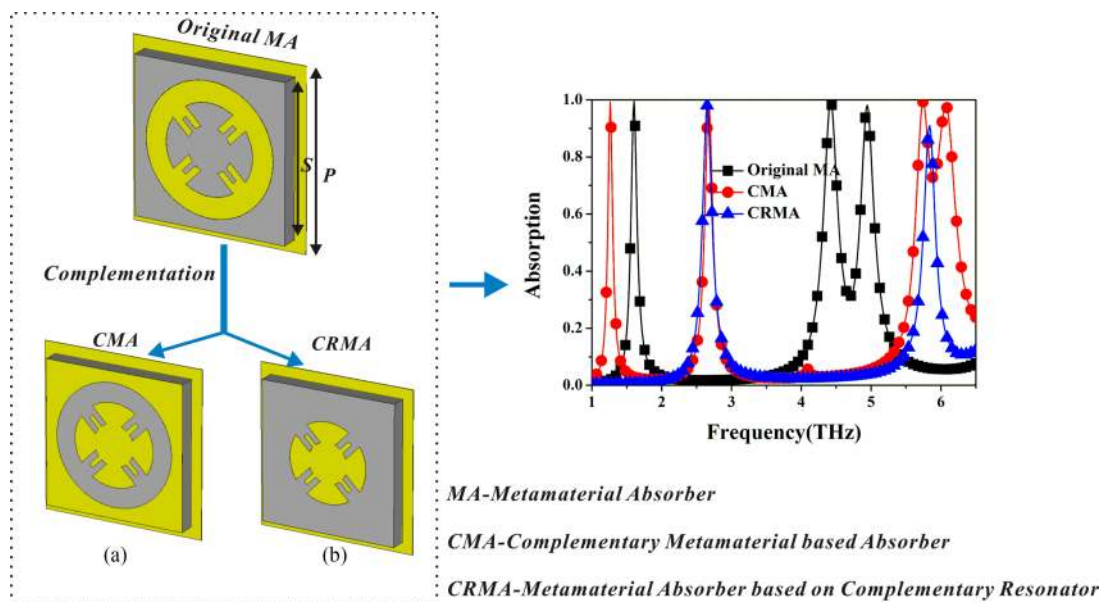 Original MA
S
P
Complementation
CMA
CRMA
(a)
(b)
1.0
0.8
0.6
0.4
0.2
0.0
Absorption
Original MA
CMA
CRMA
1 2 3 4 5 6
Frequency(THz)
MA-Metamaterial Absorber
CMA-Complementary Metamaterial based Absorber
CRMA-Metamaterial Absorber based on Complementary Resonator